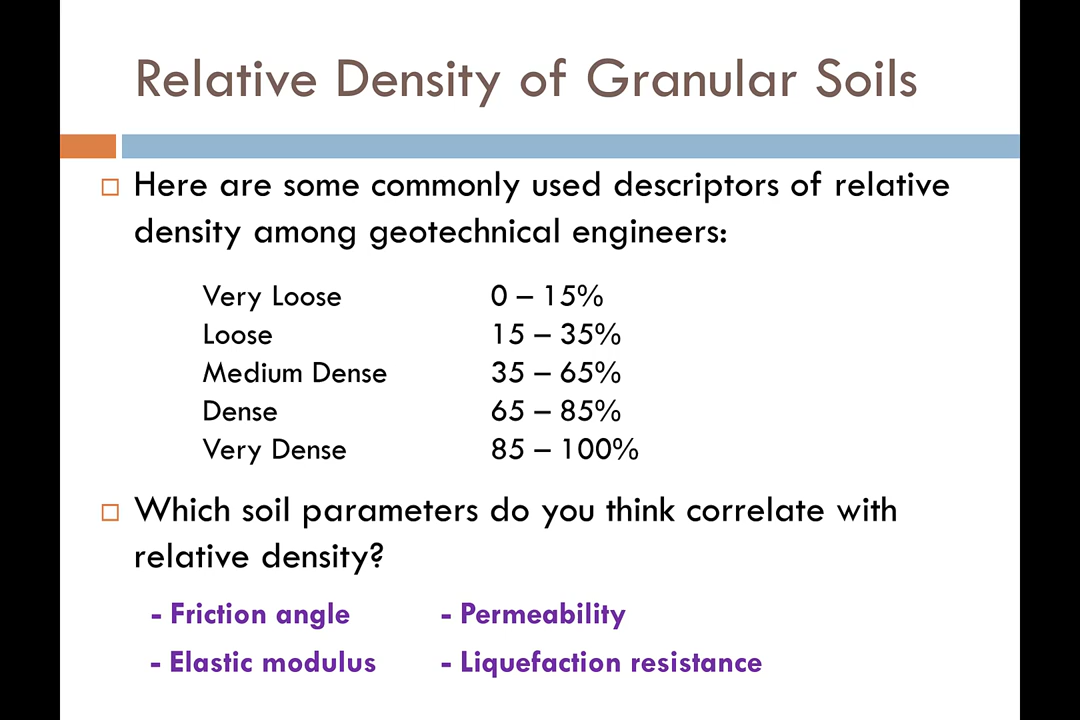 Relative Density of Granular Soils
Here are some commonly used descriptors of relative
density among geotechnical engineers:
Very Loose 0 – 15%
Loose 15 – 35%
Medium Dense 35 – 65%
Dense 65 – 85%
Very Dense 85 – 100%
Which soil parameters do you think correlate with
relative density?
- Friction angle - Permeability
- Elastic modulus - Liquefaction resistance